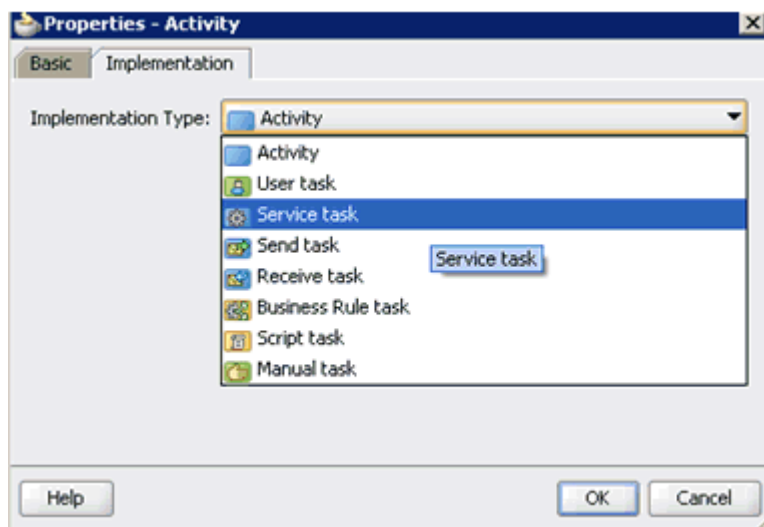 Properties - Activity
Basic Implementation
Implementation Type: Activity
Activity
User task
Service task
Send task
Service task
Receive task
Business Rule task
Script task
Manual task
Help OK Cancel